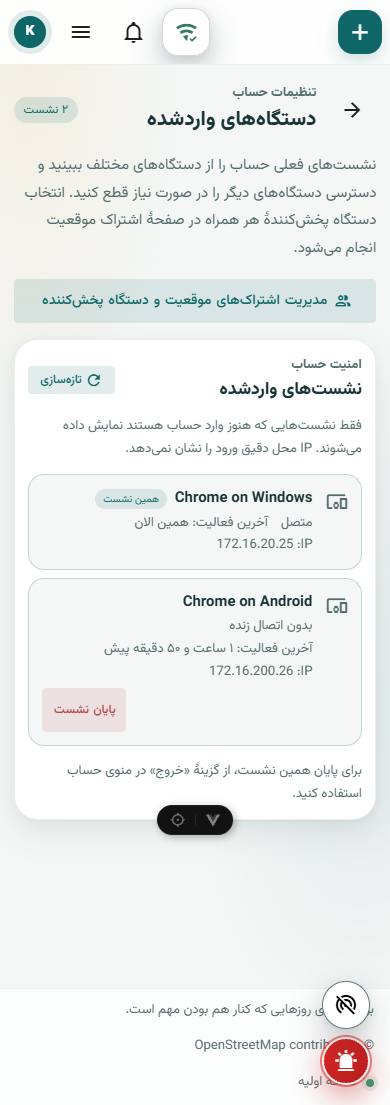 K
تنظیمات حساب
دستگاه‌های واردشده
۲ نشست
نشست‌های فعلی حساب را از دستگاه‌های مختلف ببینید و
دسترسی دستگاه‌های دیگر را در صورت نیاز قطع کنید. انتخاب
دستگاه پخش‌کنندهٔ هر همراه در صفحهٔ اشتراک موقعیت
انجام می‌شود.
مدیریت اشتراک‌های موقعیت و دستگاه پخش‌کننده
امنیت حساب
نشست‌های واردشده
تازه‌سازی
فقط نشست‌هایی که هنوز وارد حساب هستند نمایش داده
می‌شوند. IP محل دقیق ورود را نشان نمی‌دهد.
Chrome on Windows همین نشست
متصل آخرین فعالیت: همین الان
IP: 172.16.20.25
Chrome on Android
بدون اتصال زنده
آخرین فعالیت: ۱ ساعت و ۵۰ دقیقه پیش
IP: 172.16.200.26
پایان نشست
برای پایان همین نشست، از گزینهٔ «خروج» در منوی حساب
استفاده کنید.
روزهایی که کنار هم بودن مهم است.
© OpenStreetMap
اولیه